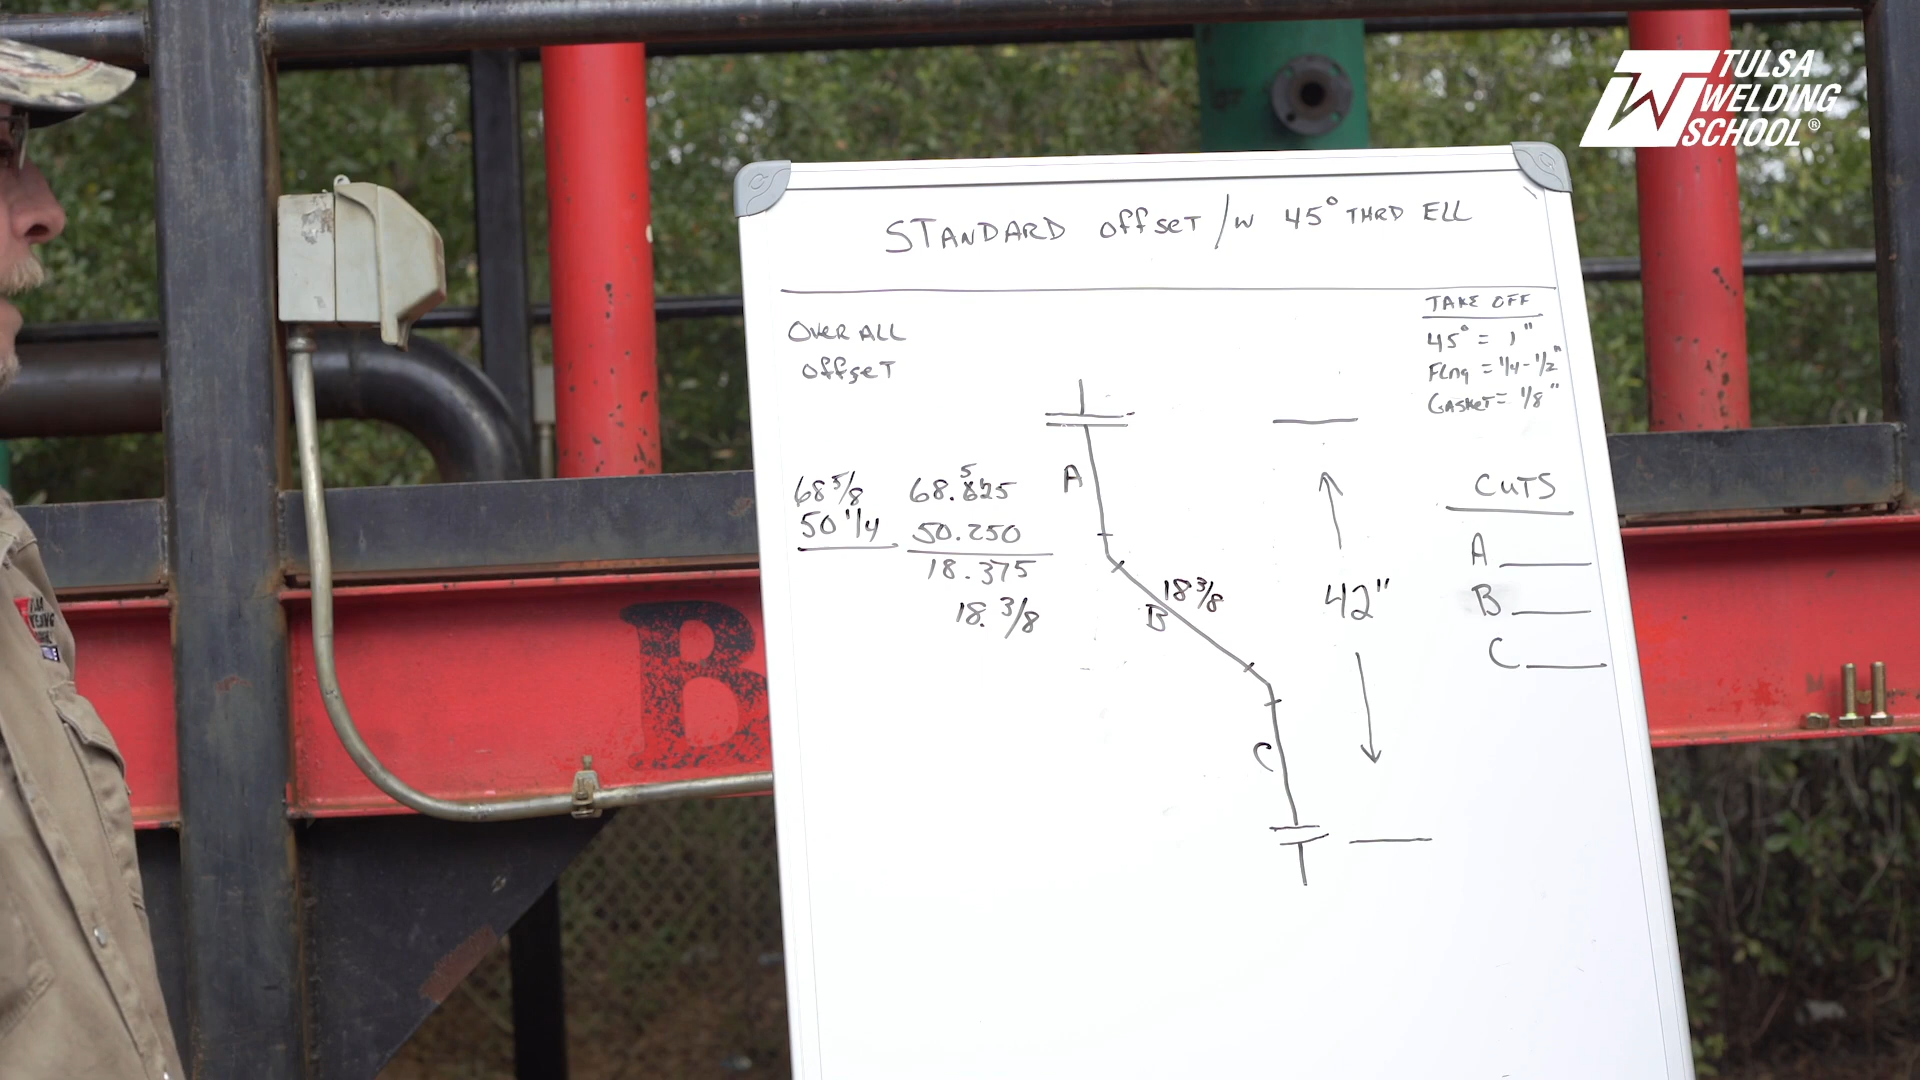 TULSA
WELDING
SCHOOL®
STANDARD offset /w 45° THRD ELL
OVER ALL
offset
TAKE OFF
45° = 1"
FLng = 1/4-1/2"
GASKET = 1/8"
68 5/8 68.625
50 1/4 50.250
18.375
18. 3/8
A
18 3/8
B
C
42"
CUTS
A
B
C
B